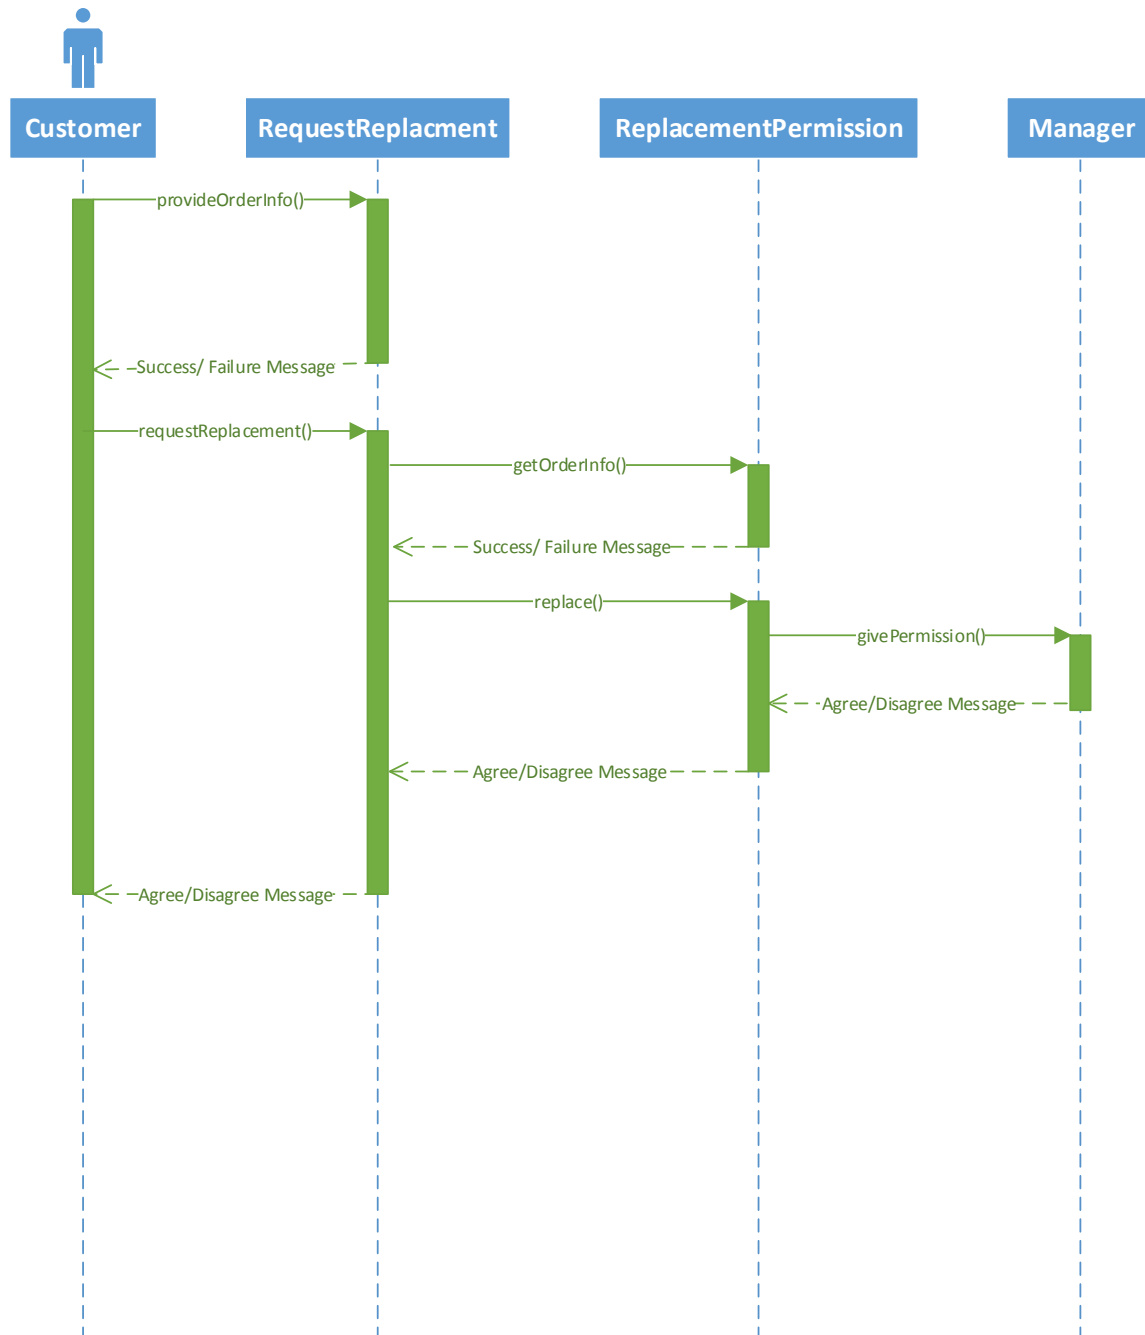 Customer
RequestReplacment
ReplacementPermission
Manager
provideOrderInfo()
Success/ Failure Message
requestReplacement()
getOrderInfo()
Success/ Failure Message
replace()
givePermission()
Agree/Disagree Message
Agree/Disagree Message
Agree/Disagree Message